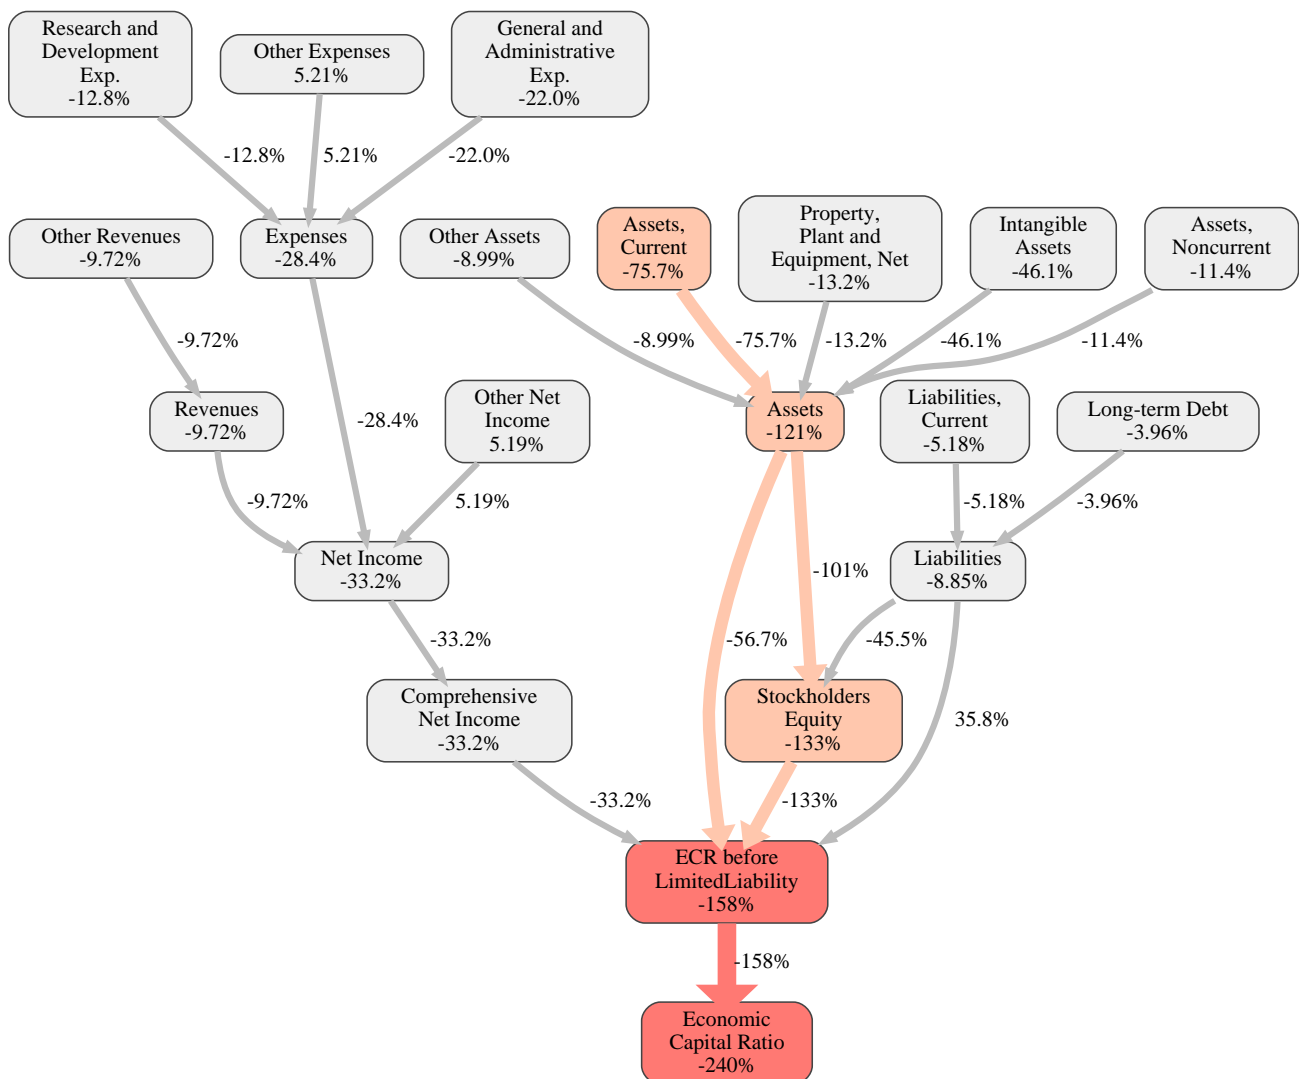 Research and
Development
Exp.
-12.8%
Other Expenses
5.21%
General and
Administrative
Exp.
-22.0%
-12.8%
5.21%
-22.0%
Other Revenues
-9.72%
Expenses
-28.4%
Other Assets
-8.99%
Assets,
Current
-75.7%
Property,
Plant and
Equipment, Net
-13.2%
Intangible
Assets
-46.1%
Assets,
Noncurrent
-11.4%
-9.72%
-8.99%
-75.7%
-13.2%
-46.1%
-11.4%
Revenues
-9.72%
-28.4%
Other Net
Income
5.19%
Assets
-121%
Liabilities,
Current
-5.18%
Long-term Debt
-3.96%
-9.72%
5.19%
-5.18%
-3.96%
Net Income
-33.2%
-101%
Liabilities
-8.85%
-33.2%
-56.7%
-45.5%
Comprehensive
Net Income
-33.2%
Stockholders
Equity
-133%
35.8%
-33.2%
-133%
ECR before
LimitedLiability
-158%
-158%
Economic
Capital Ratio
-240%